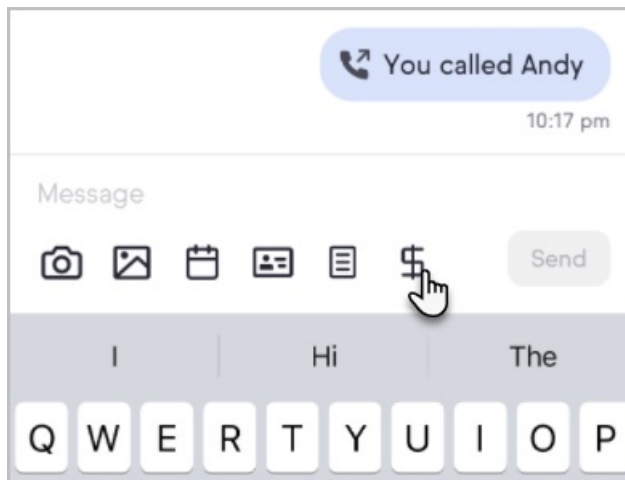 You called Andy
10:17 pm
Message
Send
I Hi The
Q W E R T Y U I O P